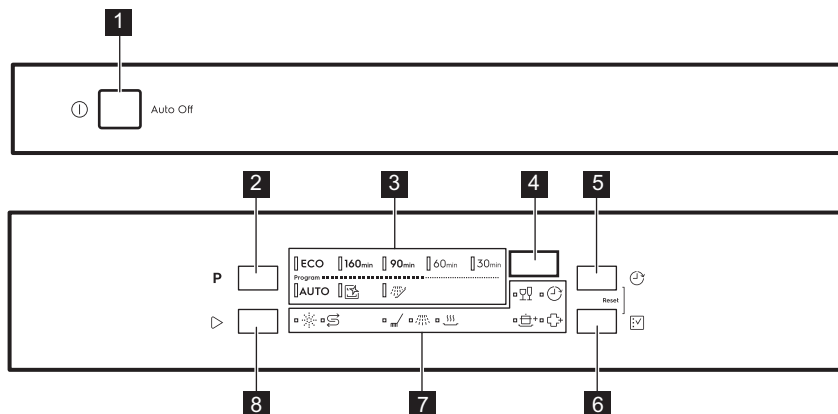 1
Auto Off
2 3 4 5
P ECO 160min 90min 60min 30min
Program
AUTO
Reset
8 7 6